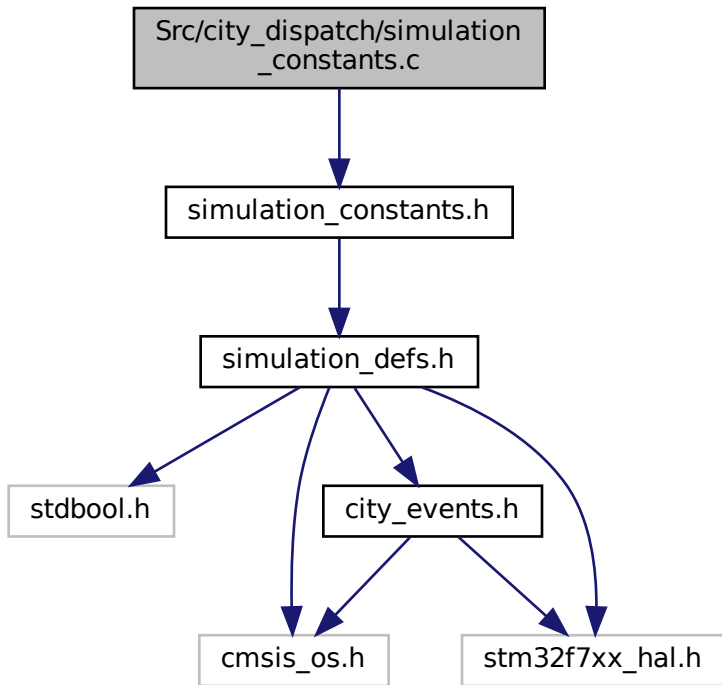 Src/city_dispatch/simulation
_constants.c
simulation_constants.h
simulation_defs.h
stdbool.h
city_events.h
cmsis_os.h
stm32f7xx_hal.h